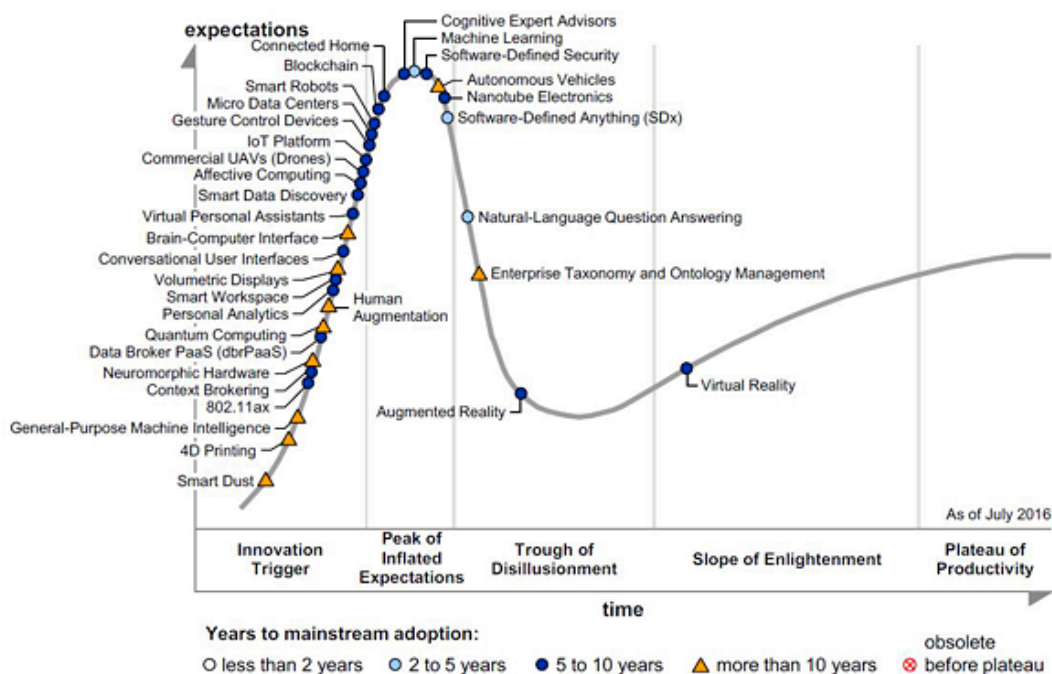 expectations
Cognitive Expert Advisors
Machine Learning
Connected Home
Software-Defined Security
Blockchain
Autonomous Vehicles
Smart Robots
Nanotube Electronics
Micro Data Centers
Gesture Control Devices
Software-Defined Anything (SDx)
IoT Platform
Commercial UAVs (Drones)
Affective Computing
Smart Data Discovery
Virtual Personal Assistants
Natural-Language Question Answering
Brain-Computer Interface
Conversational User Interfaces
Volumetric Displays
Enterprise Taxonomy and Ontology Management
Smart Workspace
Personal Analytics
Human
Augmentation
Quantum Computing
Data Broker PaaS (dbrPaaS)
Neuromorphic Hardware
Context Brokering
Virtual Reality
802.11ax
Augmented Reality
General-Purpose Machine Intelligence
4D Printing
Smart Dust
As of July 2016
Innovation
Trigger
Peak of
Inflated
Expectations
Trough of
Disillusionment
Slope of Enlightenment
Plateau of
Productivity
time
Years to mainstream adoption:
less than 2 years
2 to 5 years
5 to 10 years
more than 10 years
obsolete
before plateau